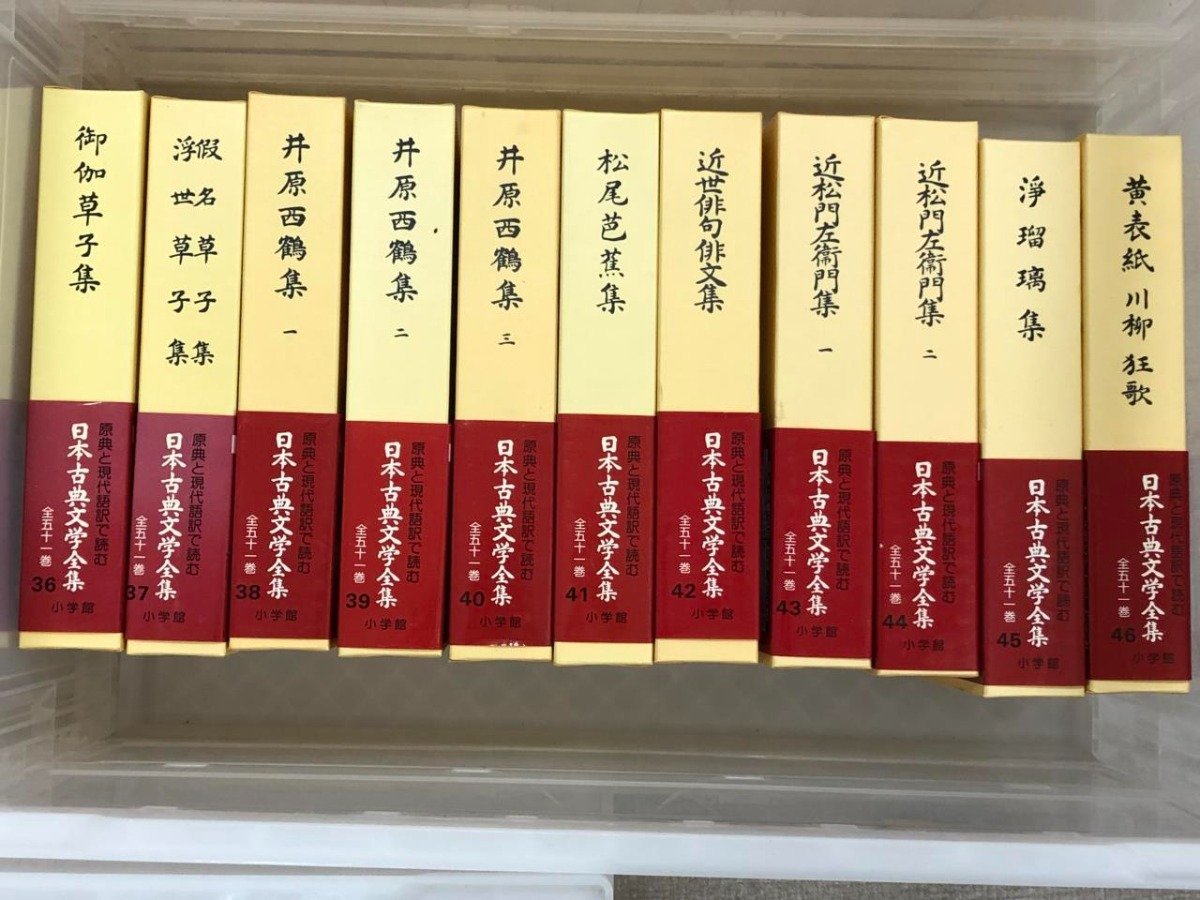 御伽草子集
原典と現代語訳で読む
日本古典文学全集
全五十一巻
36
小学館
假名草子集
浮世草子集
原典と現代語訳で読む
日本古典文学全集
全五十一巻
37
小学館
井原西鶴集 一
原典と現代語訳で読む
日本古典文学全集
全五十一巻
38
小学館
井原西鶴集 二
原典と現代語訳で読む
日本古典文学全集
全五十一巻
39
小学館
井原西鶴集 三
原典と現代語訳で読む
日本古典文学全集
全五十一巻
40
松尾芭蕉集
原典と現代語訳で読む
日本古典文学全集
全五十一巻
41
小学館
近世俳句俳文集
原典と現代語訳で読む
日本古典文学全集
全五十一巻
42
小学館
近松門左衛門集 一
原典と現代語訳で読む
日本古典文学全集
全五十一巻
43
小学館
近松門左衛門集 二
原典と現代語訳で読む
日本古典文学全集
全五十一巻
44
小学館
淨瑠璃集
原典と現代語訳で読む
日本古典文学全集
全五十一巻
45
小学館
黄表紙 川柳 狂歌
原典と現代語訳で読む
日本古典文学全集
全五十一巻
46
小学館